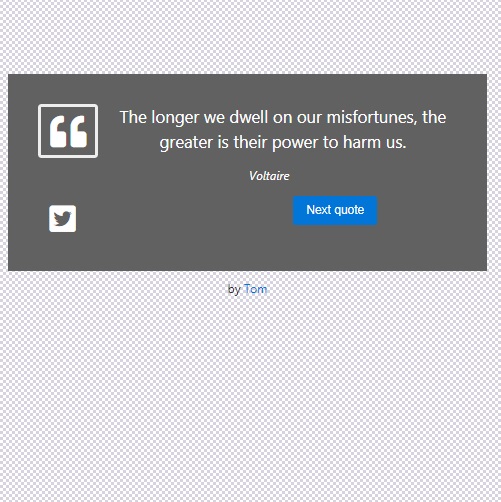 The longer we dwell on our misfortunes, the
greater is their power to harm us.
Voltaire
Next quote
by Tom